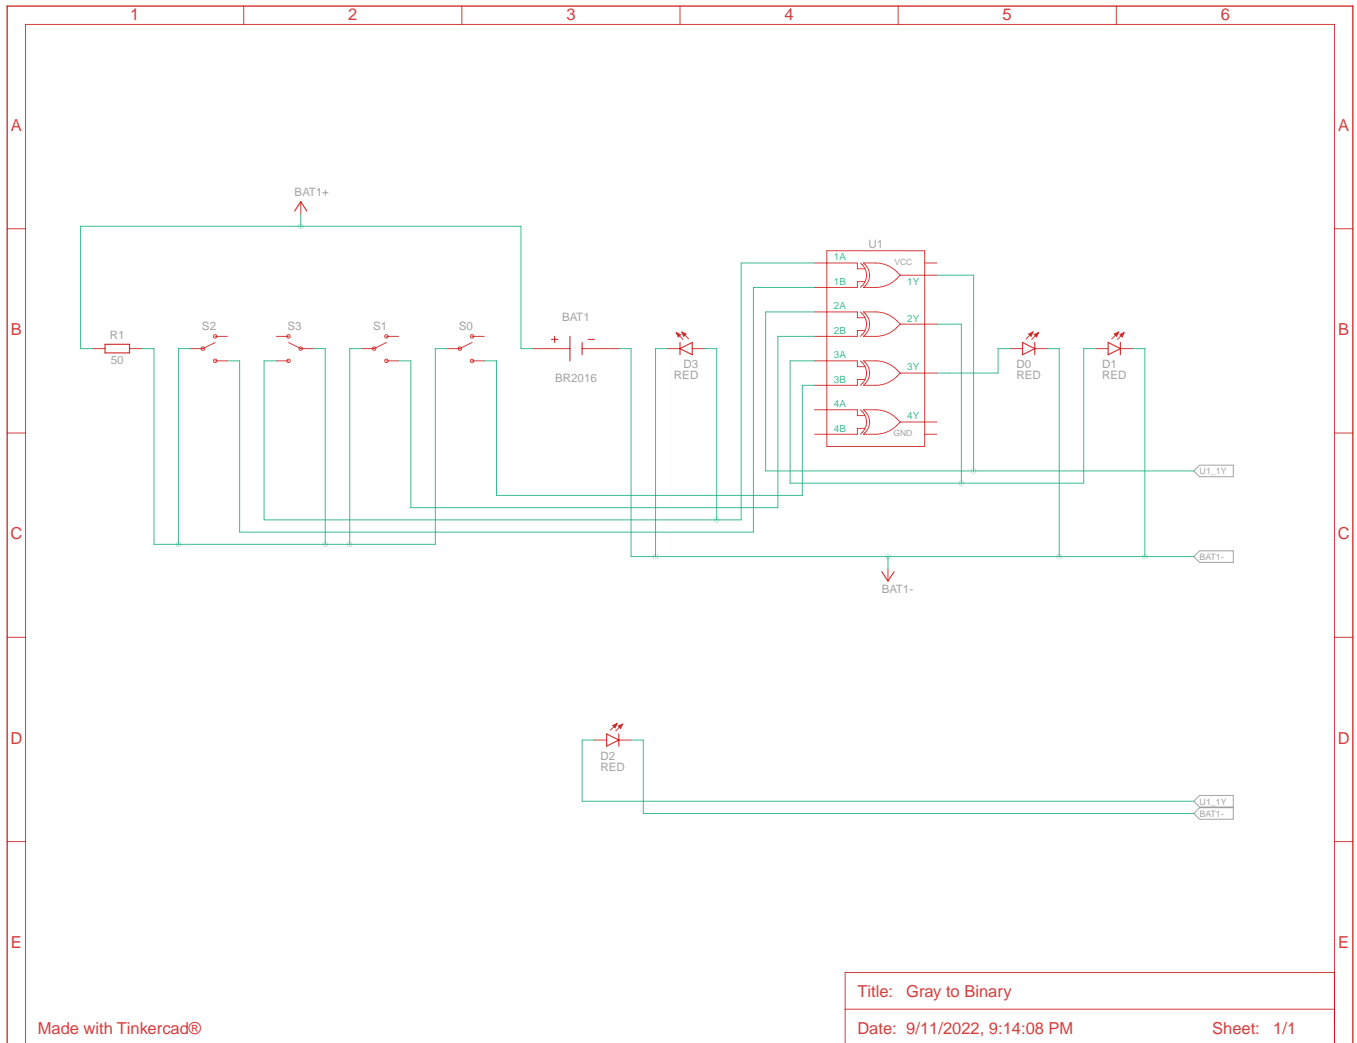 1 2 3 4 5 6
A A
BAT1+
U1
1A VCC
1B 1Y
2A
2Y
2B
3A
3Y
3B
4A
4Y
4B GND
B B
R1
50
S2
S3
S1
S0
BAT1
+ −
BR2016
D3
RED
D0
RED
D1
RED
U1_1Y
C C
BAT1-
BAT1-
D D
D2
RED
U1_1Y
BAT1-
E E
Title: Gray to Binary
Made with Tinkercad®
Date: 9/11/2022, 9:14:08 PM Sheet: 1/1